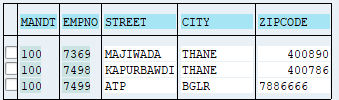 MANDT EMPNO STREET CITY ZIPCODE
100 7369 MAJIWADA THANE 400890
100 7498 KAPURBAWDI THANE 400786
100 7499 ATP BGLR 7886666